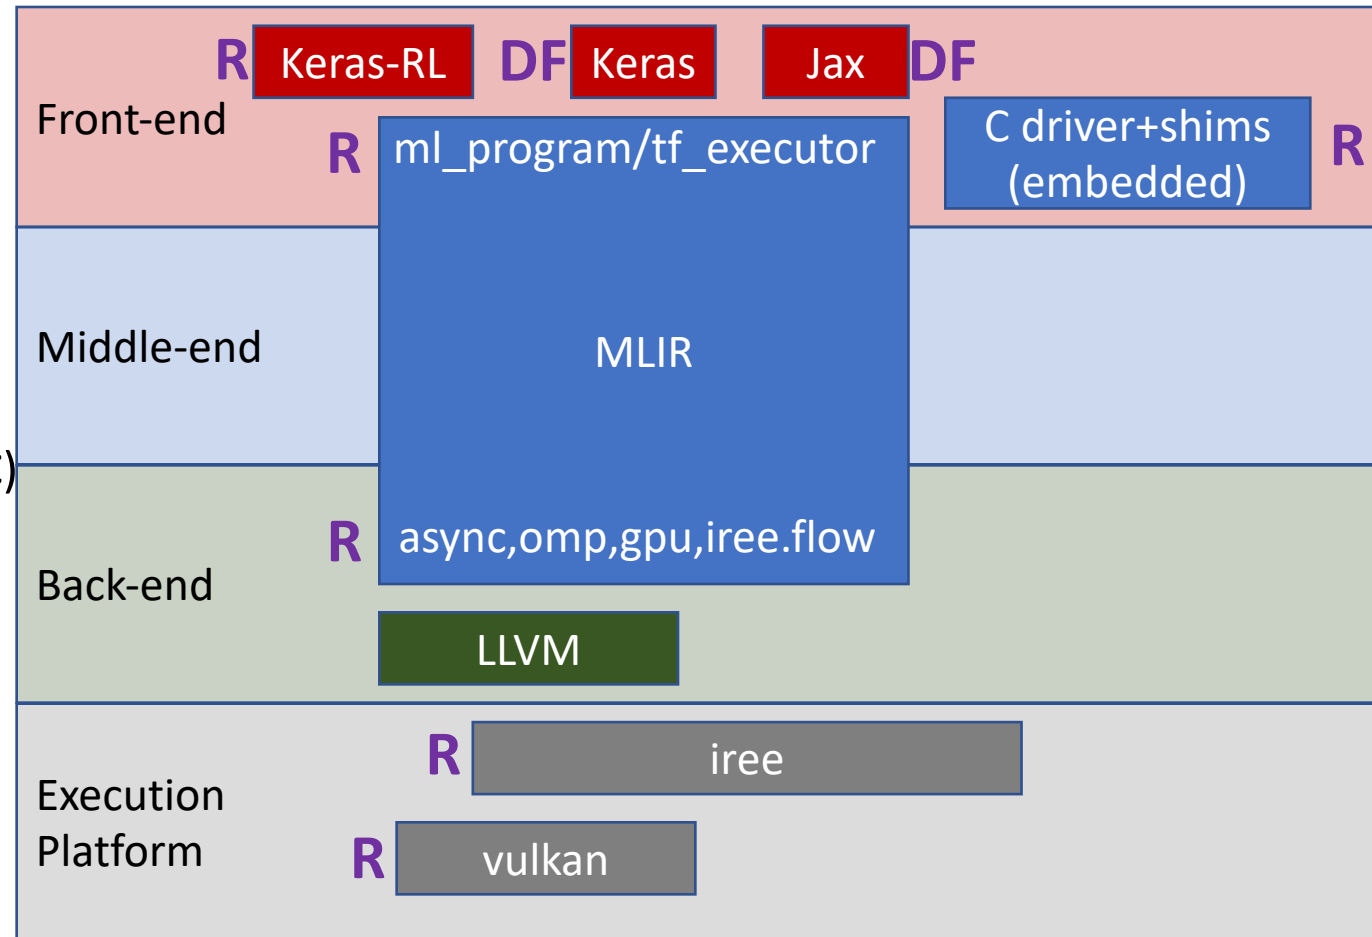 R Keras-RL DF Keras Jax DF
Front-end
R ml_program/tf_executor
C driver+shims
(embedded) R
Middle-end
MLIR
)
R async,omp,gpu,iree.flow
Back-end
LLVM
R iree
Execution
Platform
R vulkan